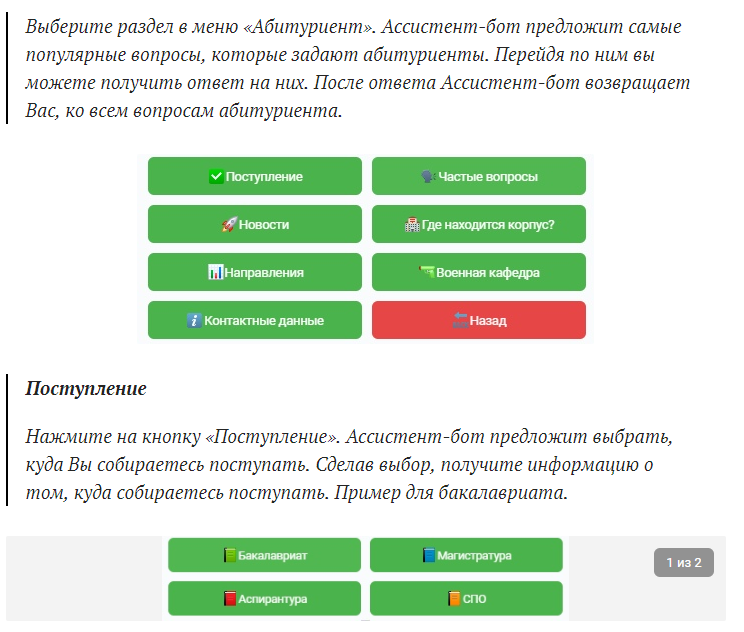 Выберите раздел в меню «Абитуриент». Ассистент-бот предложит самые
популярные вопросы, которые задают абитуриенты. Перейдя по ним вы
можете получить ответ на них. После ответа Ассистент-бот возвращает
Вас, ко всем вопросам абитуриента.
Поступление
Частые вопросы
Новости
Где находится корпус?
Направления
Военная кафедра
Контактные данные
Назад
Поступление
Нажмите на кнопку «Поступление». Ассистент-бот предложит выбрать,
куда Вы собираетесь поступать. Сделав выбор, получите информацию о
том, куда собираетесь поступать. Пример для бакалавриата.
Бакалавриат
Магистратура
1 из 2
Аспирантура
СПО